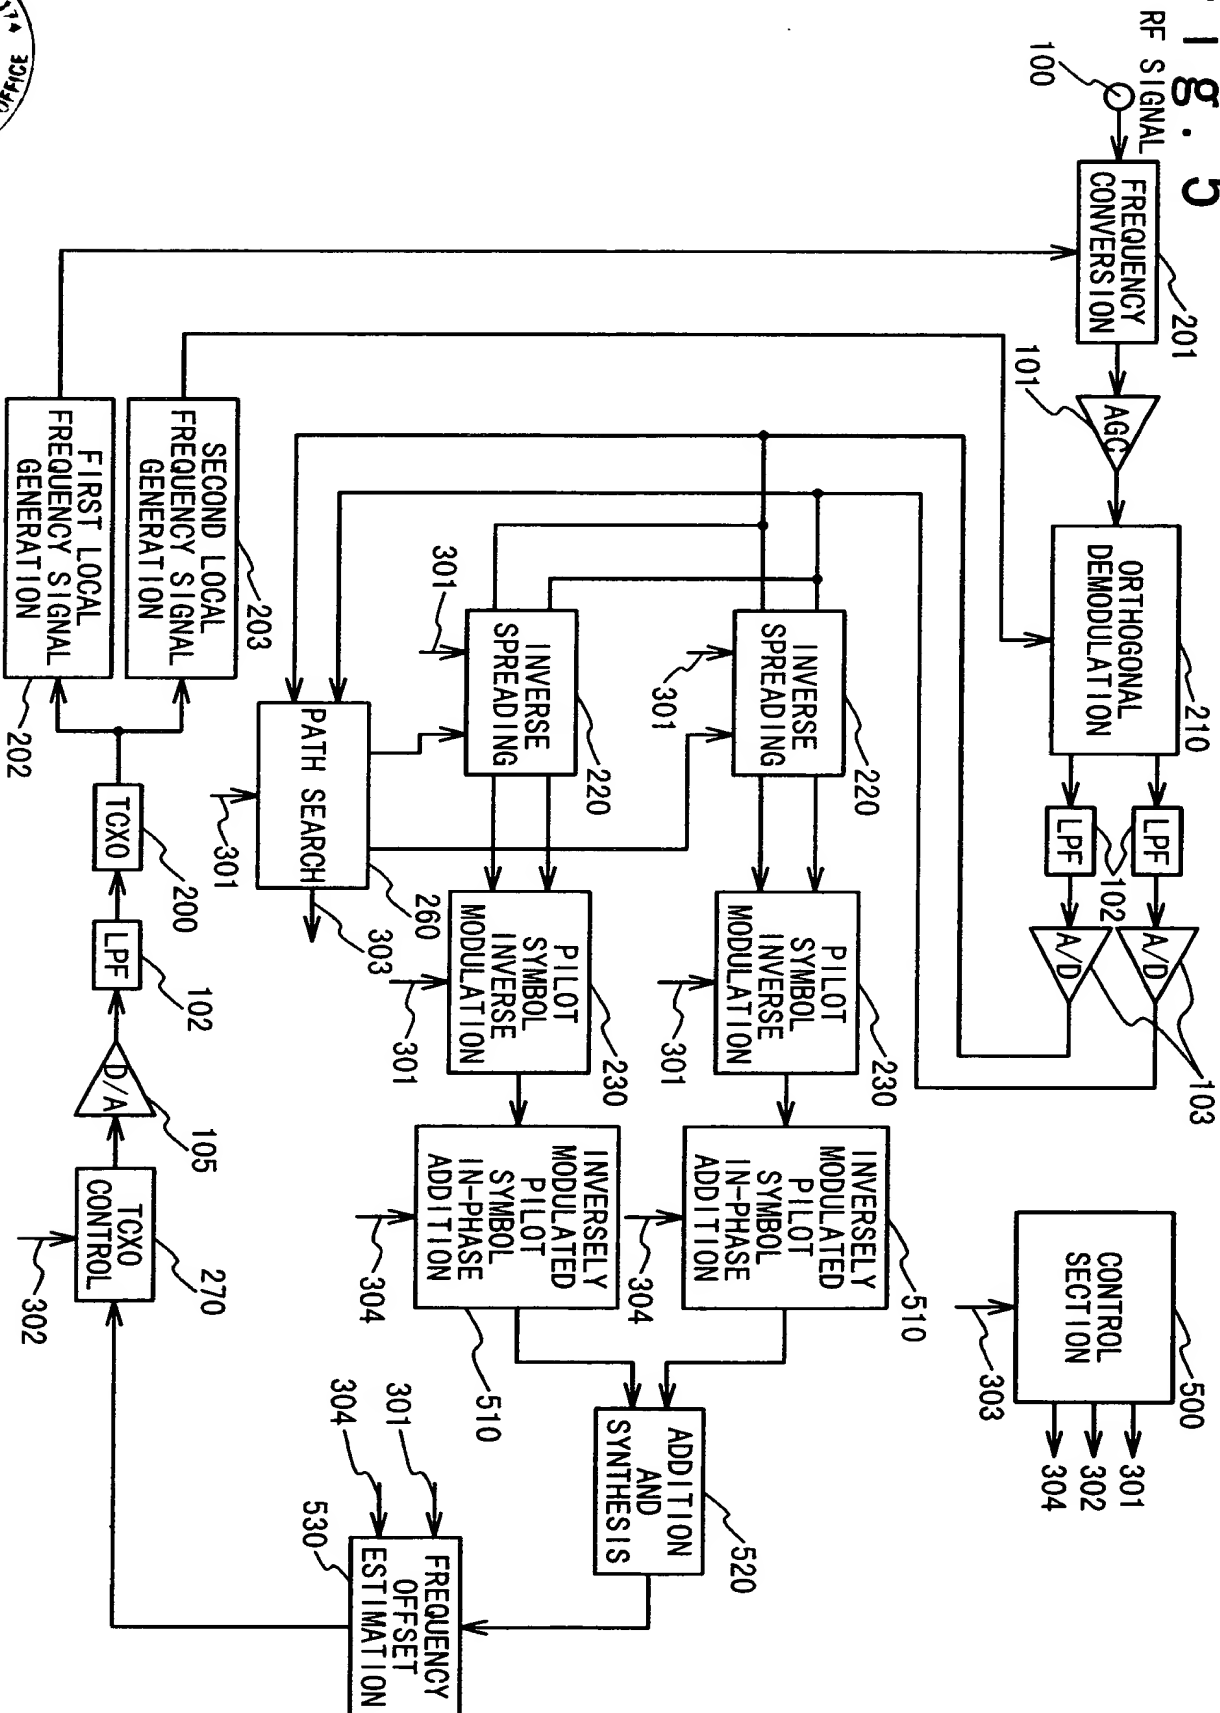 Fig. 5
RF SIGNAL
100
FREQUENCY
CONVERSION
201
AGC
101
ORTHOGONAL
DEMODULATION
210
LPF
LPF
102
A/D
A/D
103
CONTROL
SECTION
500
303
301
302
304
INVERSE
SPREADING
220
301
PILOT
SYMBOL
INVERSE
MODULATION
230
301
INVERSELY
MODULATED
PILOT
SYMBOL
IN-PHASE
ADDITION
510
304
INVERSE
SPREADING
220
301
PILOT
SYMBOL
INVERSE
MODULATION
230
301
INVERSELY
MODULATED
PILOT
SYMBOL
IN-PHASE
ADDITION
510
304
ADDITION
AND
SYNTHESIS
520
PATH SEARCH
260
301
303
FREQUENCY
OFFSET
ESTIMATION
530
301
304
SECOND LOCAL
FREQUENCY SIGNAL
GENERATION
203
FIRST LOCAL
FREQUENCY SIGNAL
GENERATION
202
TCXO
200
LPF
102
D/A
105
TCXO
CONTROL
270
302
OFFICE